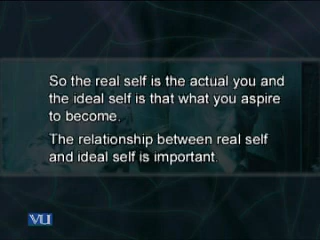 So the real self is the actual you and
the ideal self is that what you aspire
to become.
The relationship between real self
and ideal self is important.
VU